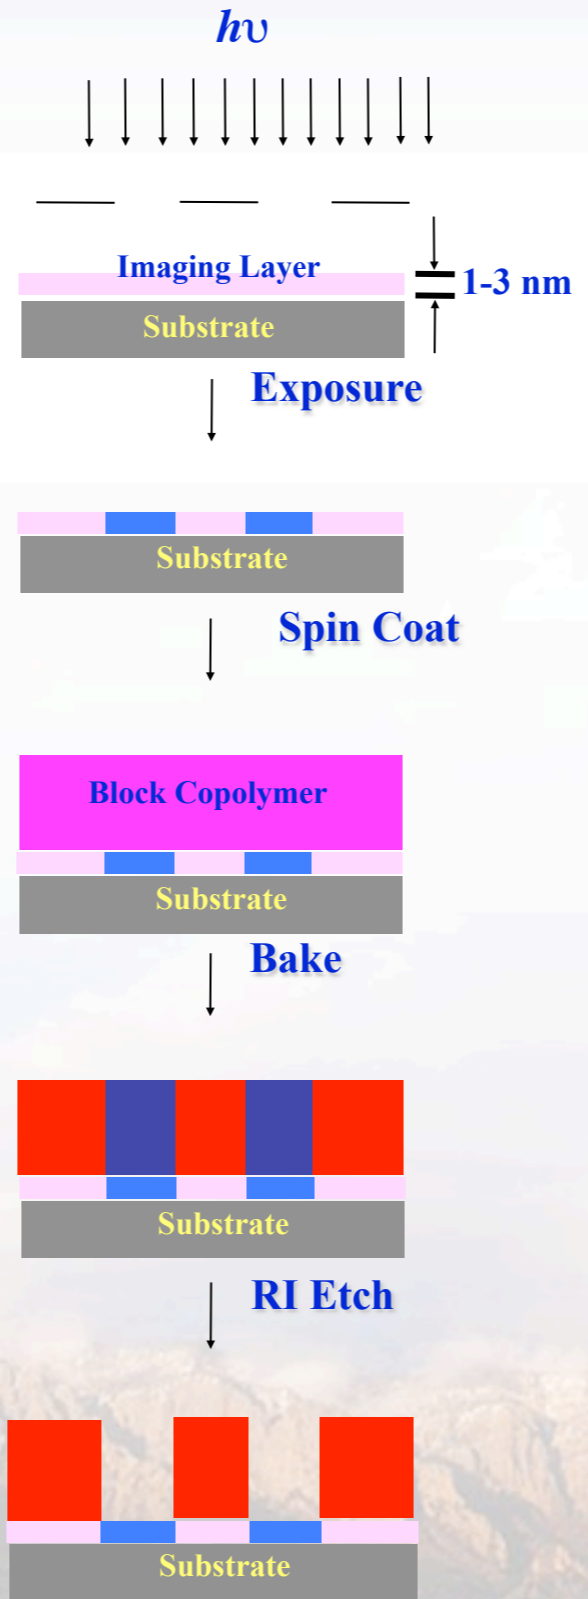 hυ
Imaging Layer
1-3 nm
Substrate
Exposure
Substrate
Spin Coat
Block Copolymer
Substrate
Bake
Substrate
RI Etch
Substrate